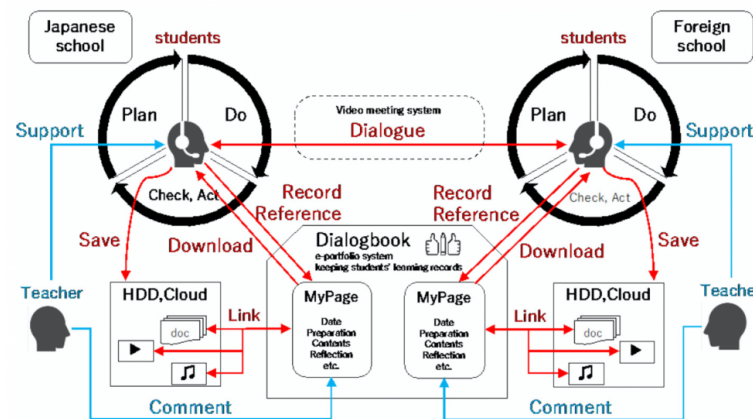 Japanese
school
students
Plan
Do
Check, Act
Support
Video meeting system
Dialogue
students
Foreign
school
Plan
Do
Check, Act
Support
Record
Reference
Record
Reference
Save
Download
Dialogbook
e-portfolio system
keeping students' learning records
Download
Save
Teacher
HDD,Cloud
doc
Link
MyPage
Date
Preparation
Contents
Reflection
etc.
MyPage
Date
Preparation
Contents
Reflection
etc.
Link
HDD,Cloud
doc
Teache
Comment
Comment